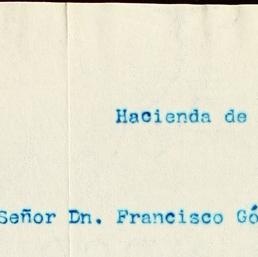 Hacienda de
Señor Dn. Francisco Gó